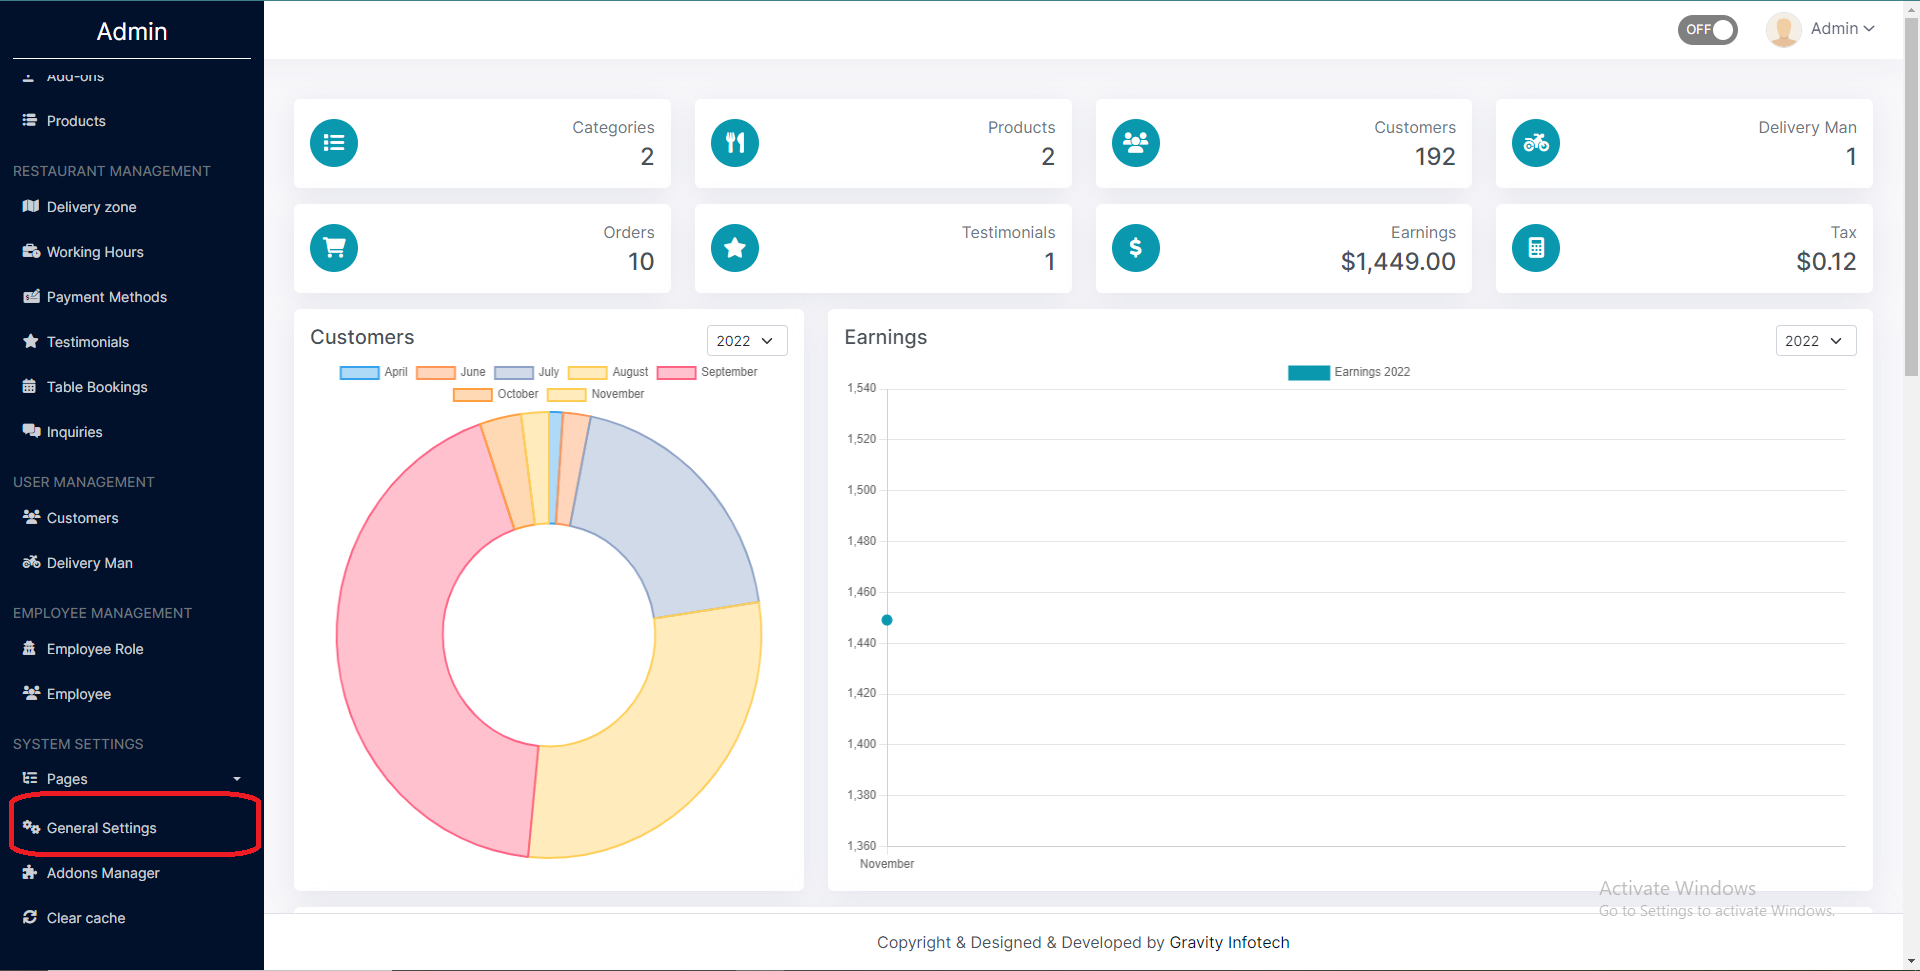 Admin
Add-ons
Products
RESTAURANT MANAGEMENT
Delivery zone
Working Hours
Payment Methods
Testimonials
Table Bookings
Inquiries
USER MANAGEMENT
Customers
Delivery Man
EMPLOYEE MANAGEMENT
Employee Role
Employee
SYSTEM SETTINGS
Pages
General Settings
Addons Manager
Clear cache
OFF
Admin
Categories
2
Products
2
Customers
192
Delivery Man
1
Orders
10
Testimonials
1
Earnings
$1,449.00
Tax
$0.12
Customers
2022
April June July August September
October November
Earnings
2022
Earnings 2022
1,540
1,520
1,500
1,480
1,460
1,440
1,420
1,400
1,380
1,360
November
Activate Windows
Go to Settings to activate Windows.
Copyright & Designed & Developed by Gravity Infotech